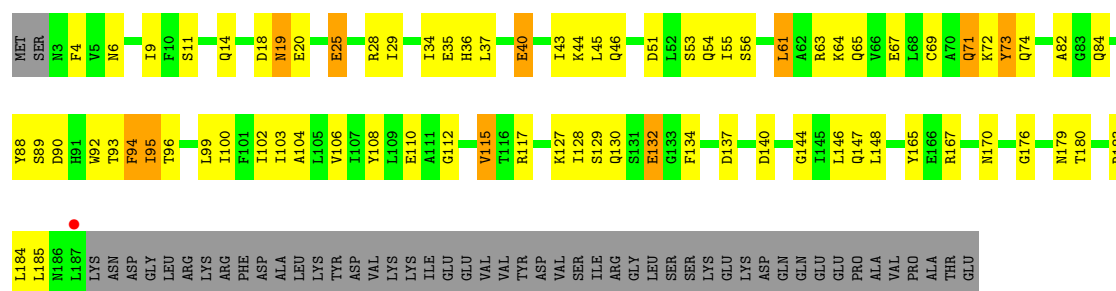 MET SER N3 F4 V5 N6 I9 F10 S11 Q14 D18 N19 E20 E25 R28 I29 I34 E35 H36 L37 E40 I43 K44 L45 Q46 D51 L52 S53 Q54 I55 S56 L61 A62 R63 K64 Q65 V66 E67 L68 C69 A70 Q71 K72 Y73 Q74 A82 G83 Q84
Y88 S89 D90 H91 W92 T93 F94 I95 T96 L99 I100 F101 I102 I103 A104 L105 V106 I107 Y108 L109 E110 A111 G112 V115 T116 R117 K127 I128 S129 Q130 S131 E132 G133 F134 D137 D140 G144 I145 L146 Q147 L148 Y165 E166 R167 N170 G176 N179 T180
L184 L185 N186 L187 LYS ASN ASP GLY LEU ARG LYS ARG PHE ASP ALA LEU LYS TYR ASP VAL LYS LYS ILE GLU GLU VAL VAL TYR ASP VAL SER ILE ARG GLY LEU SER SER LYS GLU LYS ASP GLN GLN GLU GLU PRO ALA VAL PRO ALA THR GLU